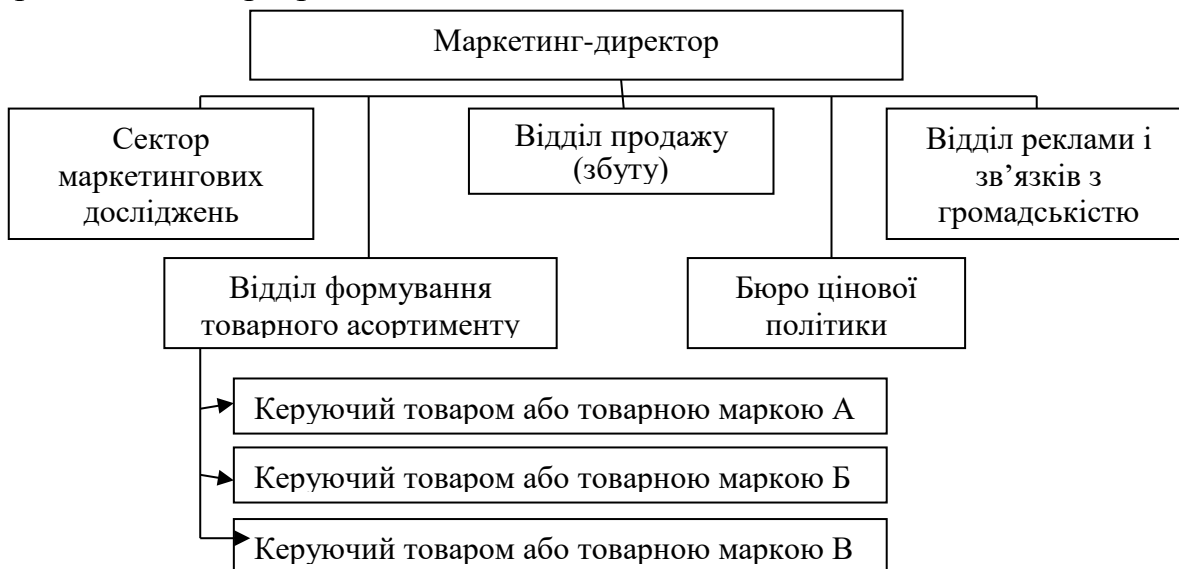 Маркетинг-директор
Сектор
маркетингових
досліджень
Відділ продажу
(збуту)
Відділ реклами і
зв’язків з
громадськістю
Відділ формування
товарного асортименту
Бюро цінової
політики
Керуючий товаром або товарною маркою А
Керуючий товаром або товарною маркою Б
Керуючий товаром або товарною маркою В